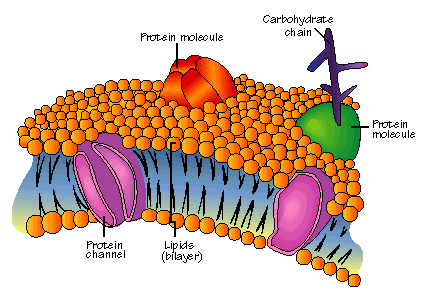 Carbohydrate
chain
Protein molecule
Protein
molecule
Protein
channel
Lipids
(bilayer)